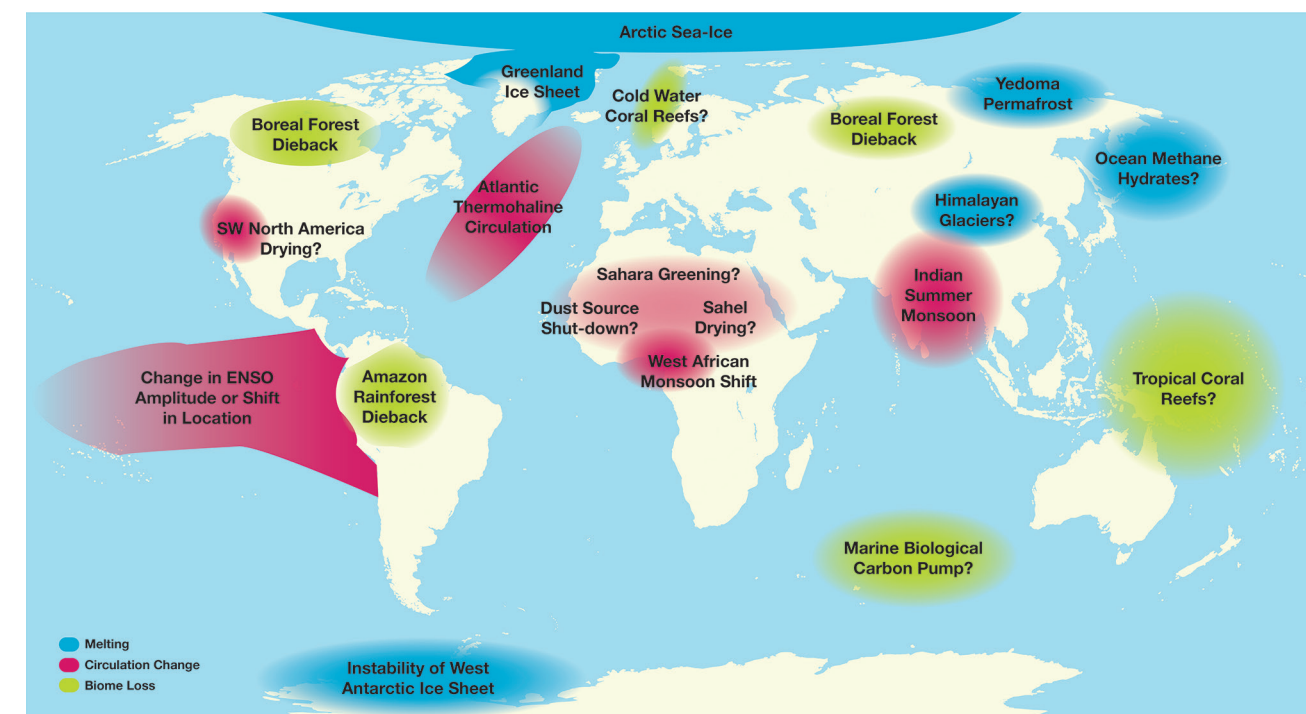 Arctic Sea-Ice
Greenland
Ice Sheet
Cold Water
Coral Reefs?
Yedoma
Permafrost
Boreal Forest
Dieback
Boreal Forest
Dieback
Ocean Methane
Hydrates?
Atlantic
Thermohaline
Circulation
Himalayan
Glaciers?
SW North America
Drying?
Sahara Greening?
Dust Source
Shut-down?
Sahel
Drying?
Indian
Summer
Monsoon
West African
Monsoon Shift
Change in ENSO
Amplitude or Shift
in Location
Amazon
Rainforest
Dieback
Tropical Coral
Reefs?
Marine Biological
Carbon Pump?
Melting
Circulation Change
Biome Loss
Instability of West
Antarctic Ice Sheet